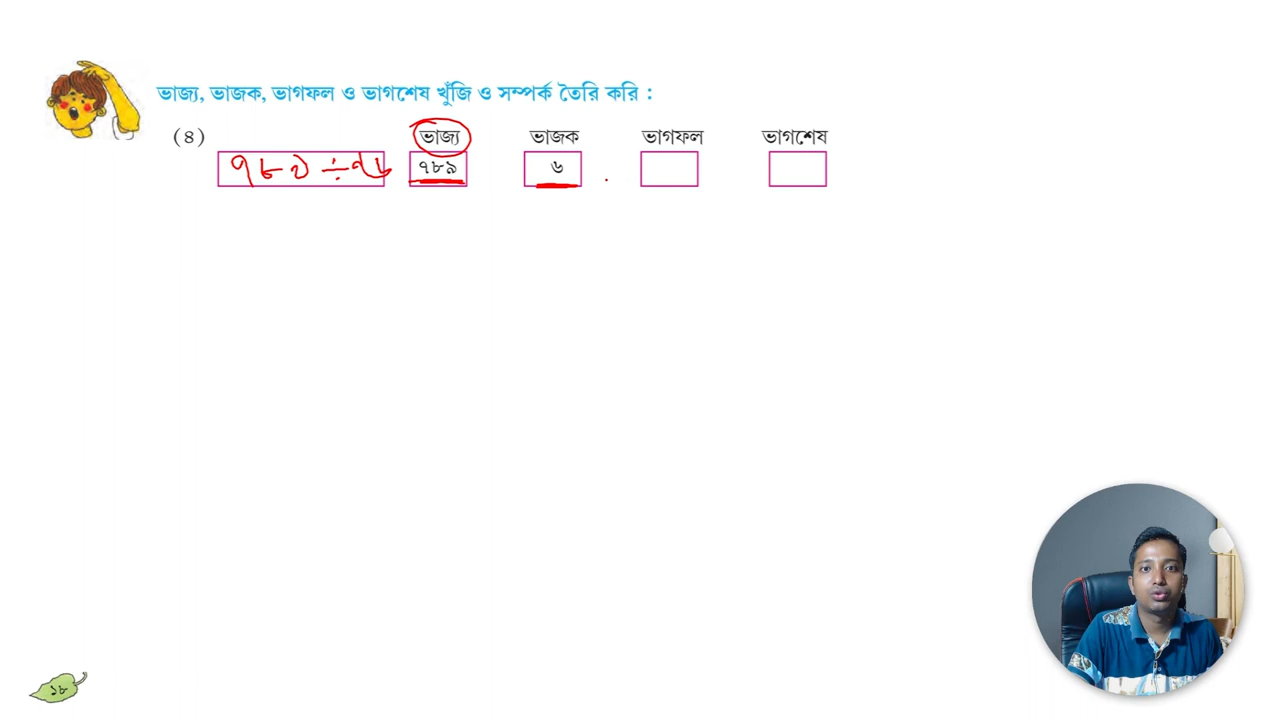 ভাজ্য, ভাজক, ভাগফল ও ভাগশেষ খুঁজি ও সম্পর্ক তৈরি করি :
(৪) ভাজ্য ভাজক ভাগফল ভাগশেষ
৭৮৯ ÷ ৬ ৭৮৯ ৬
১৮